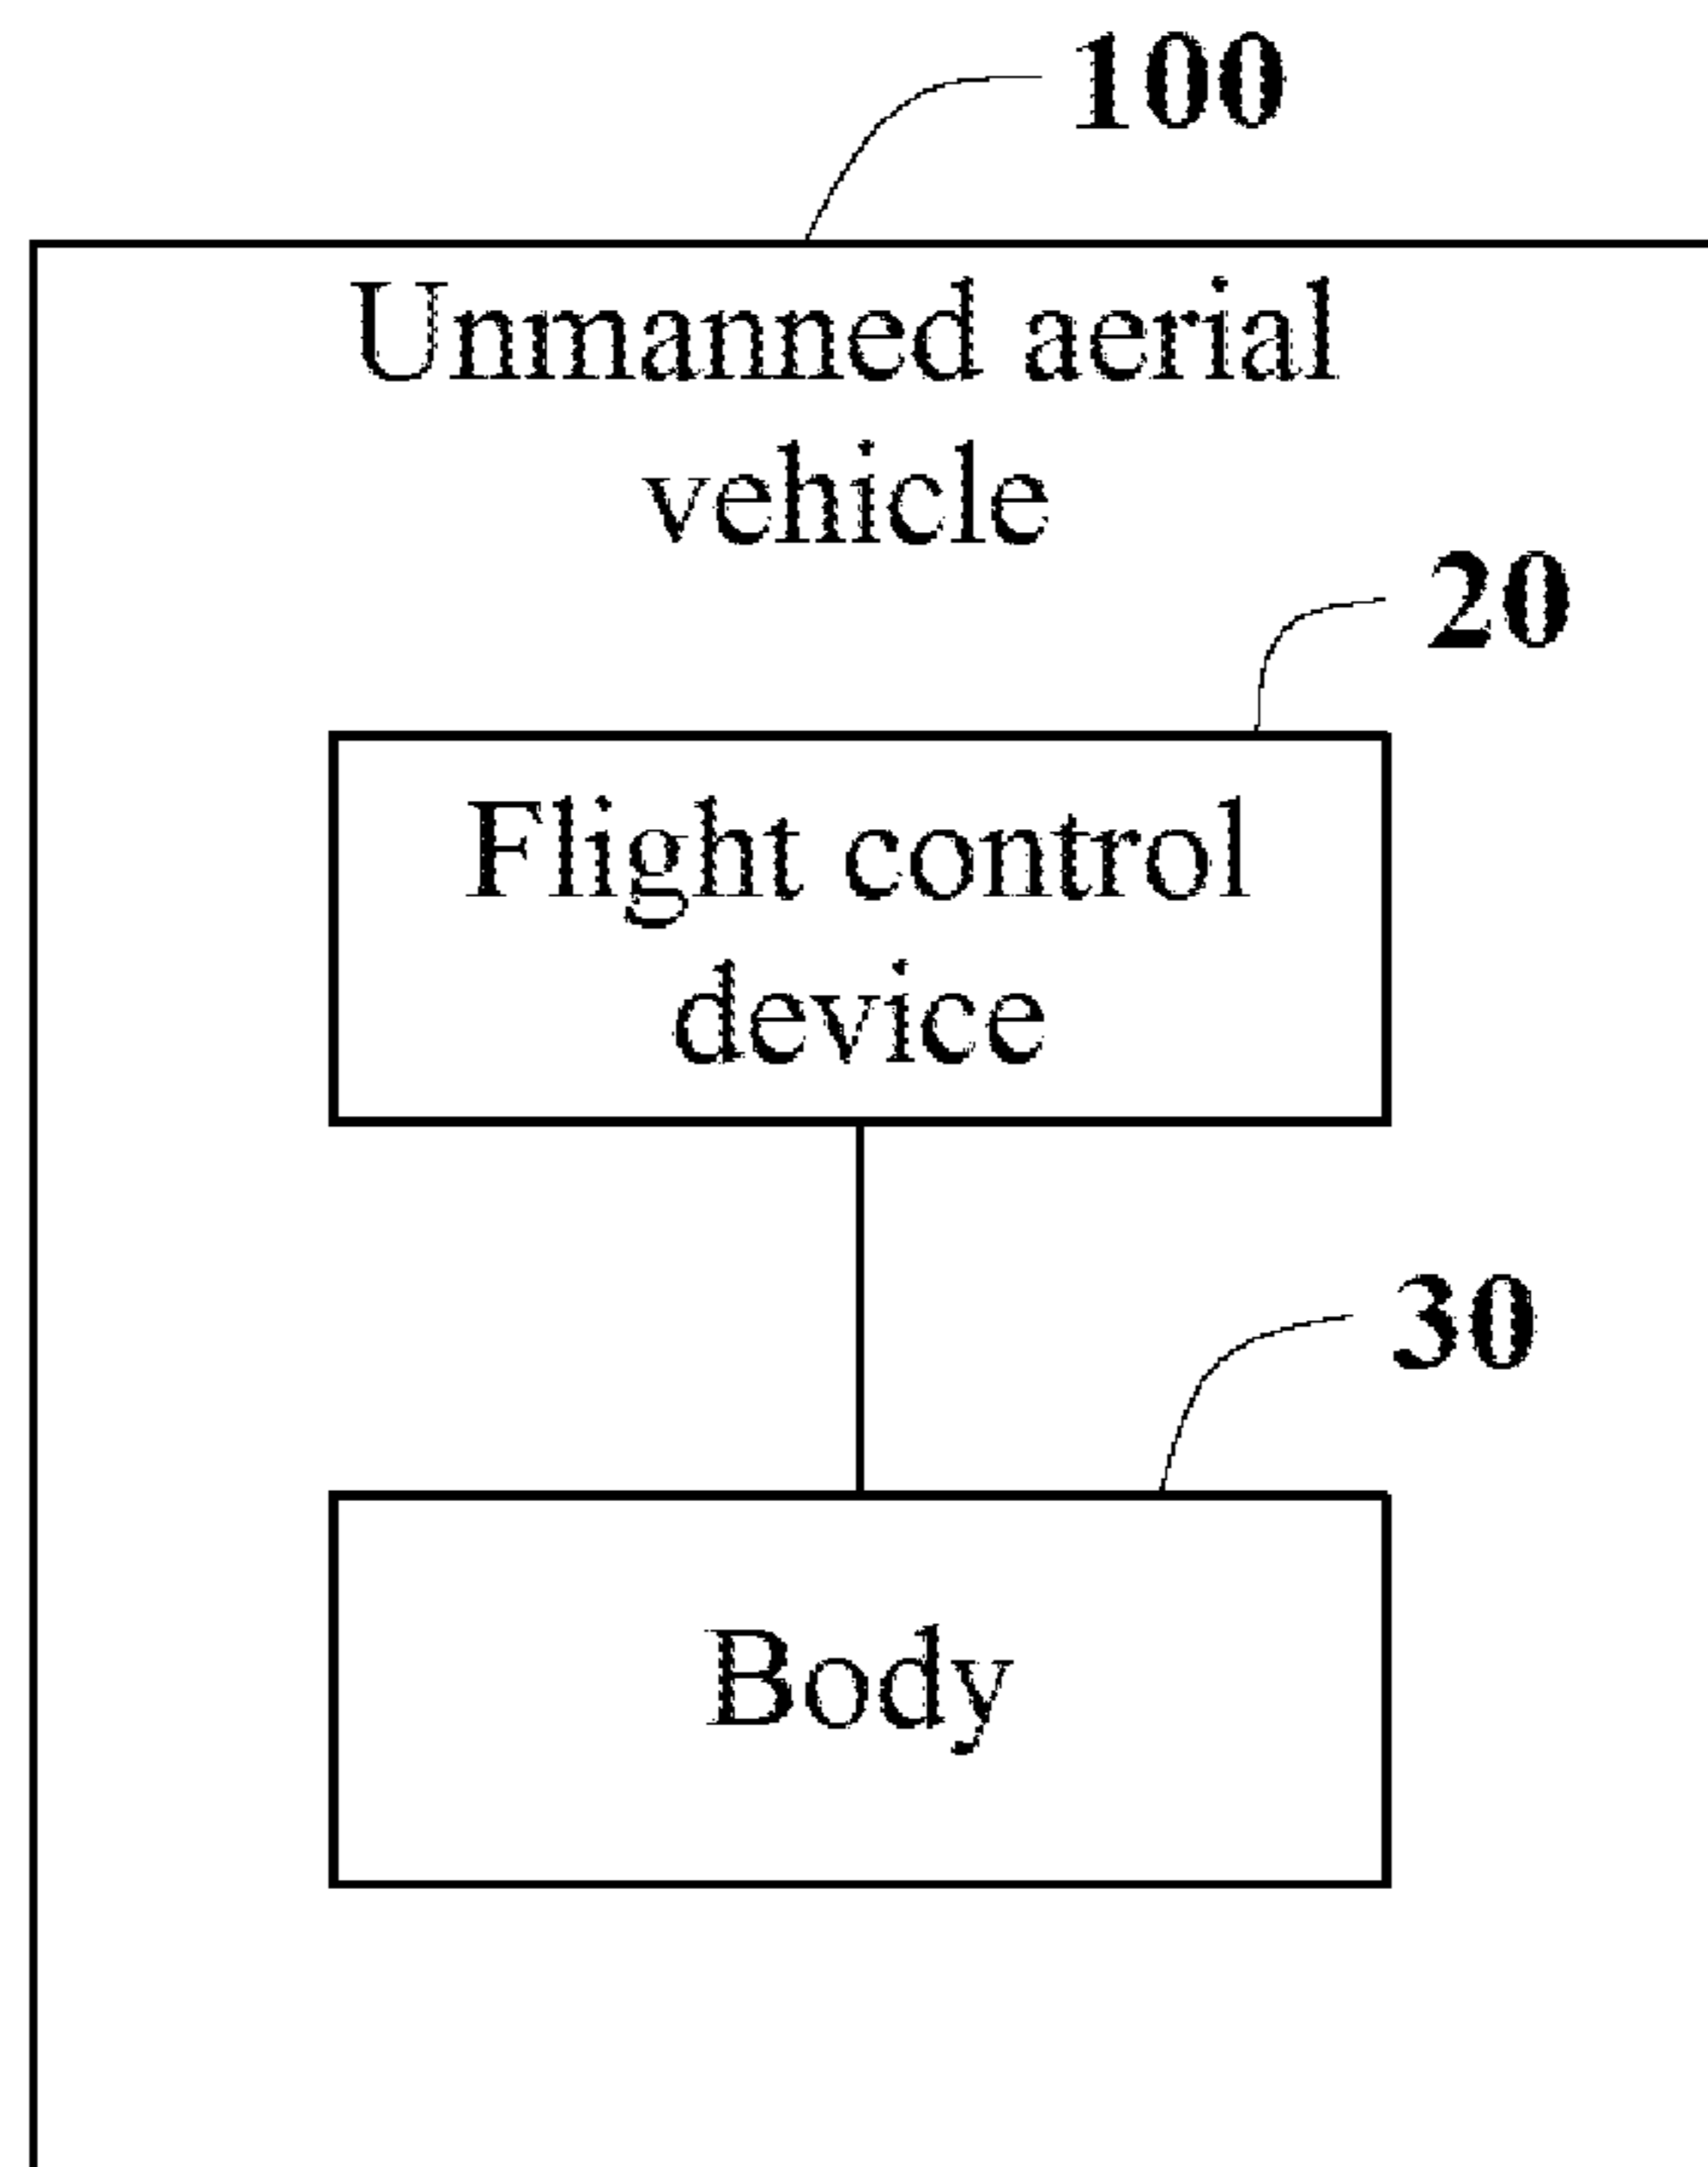 100
Unmanned aerial
vehicle
20
Flight control
device
30
Body